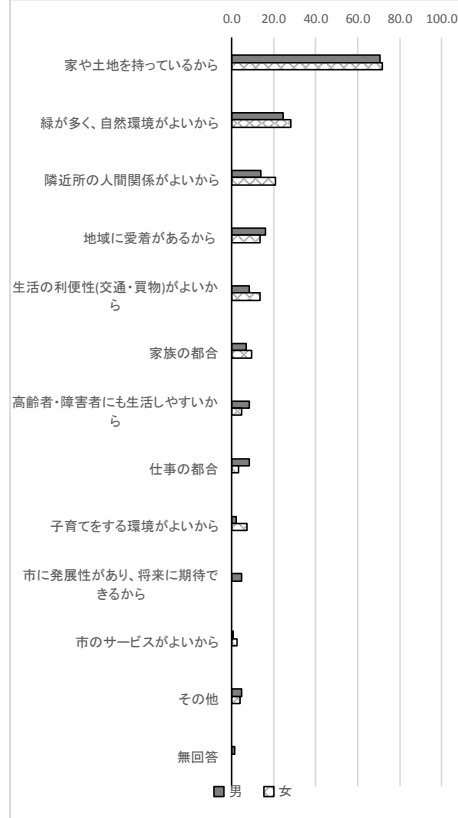 0.0 20.0 40.0 60.0 80.0 100.0
家や土地を持っているから
緑が多く、自然環境がよいから
隣近所の人間関係がよいから
地域に愛着があるから
生活の利便性(交通・買物)がよいか
ら
家族の都合
高齢者・障害者にも生活しやすいか
ら
仕事の都合
子育てをする環境がよいから
市に発展性があり、将来に期待で
きるから
市のサービスがよいから
その他
無回答
男 女